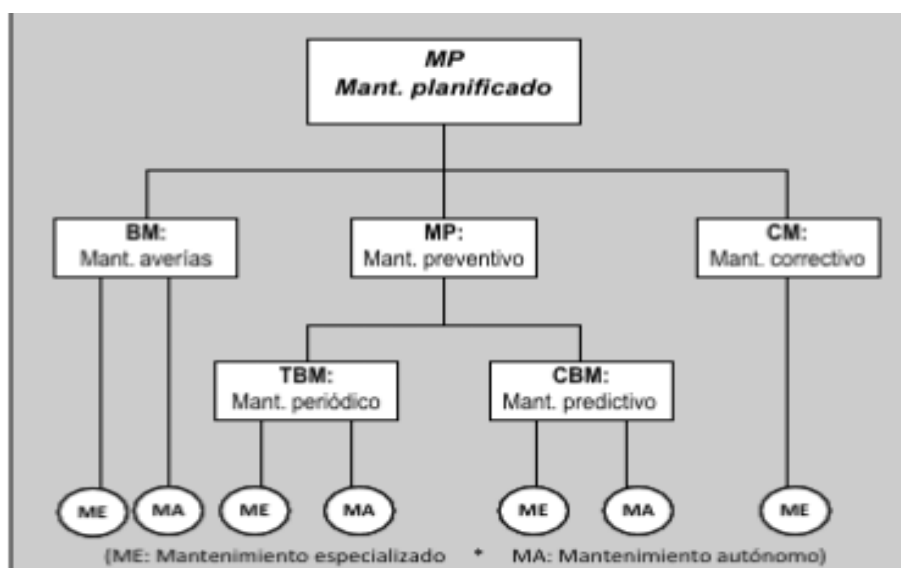 MP
Mant. planificado
BM:
Mant. averías
MP:
Mant. preventivo
CM:
Mant. correctivo
TBM:
Mant. periódico
CBM:
Mant. predictivo
ME
MA
ME
MA
ME
MA
ME
(ME: Mantenimiento especializado * MA: Mantenimiento autónomo)